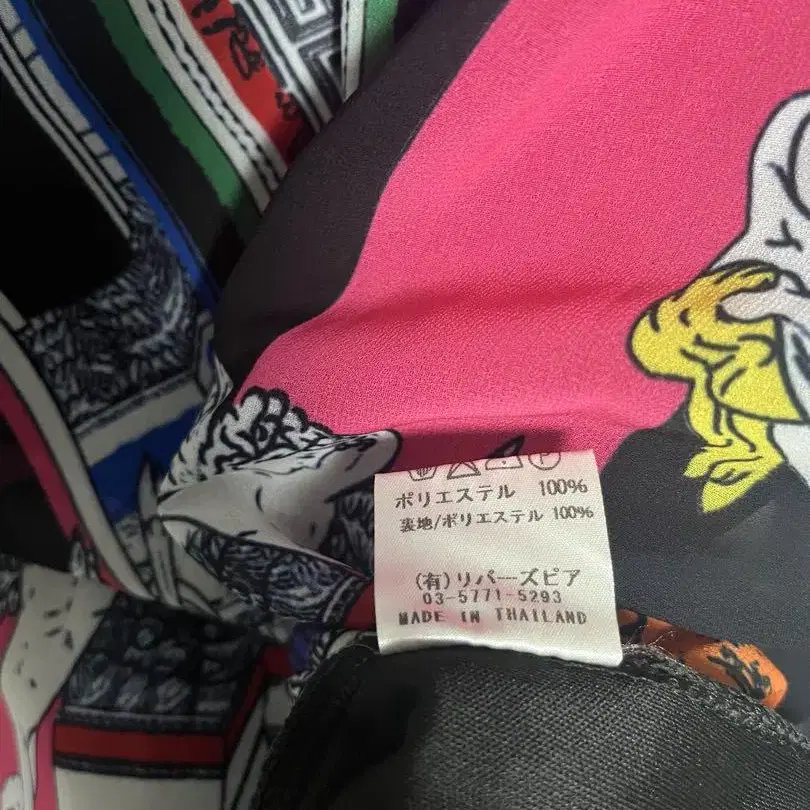 ポリエステル 100%
表地/ポリエステル 100%
(有)リバーズピア
03-5771-5293
MADE IN THAILAND